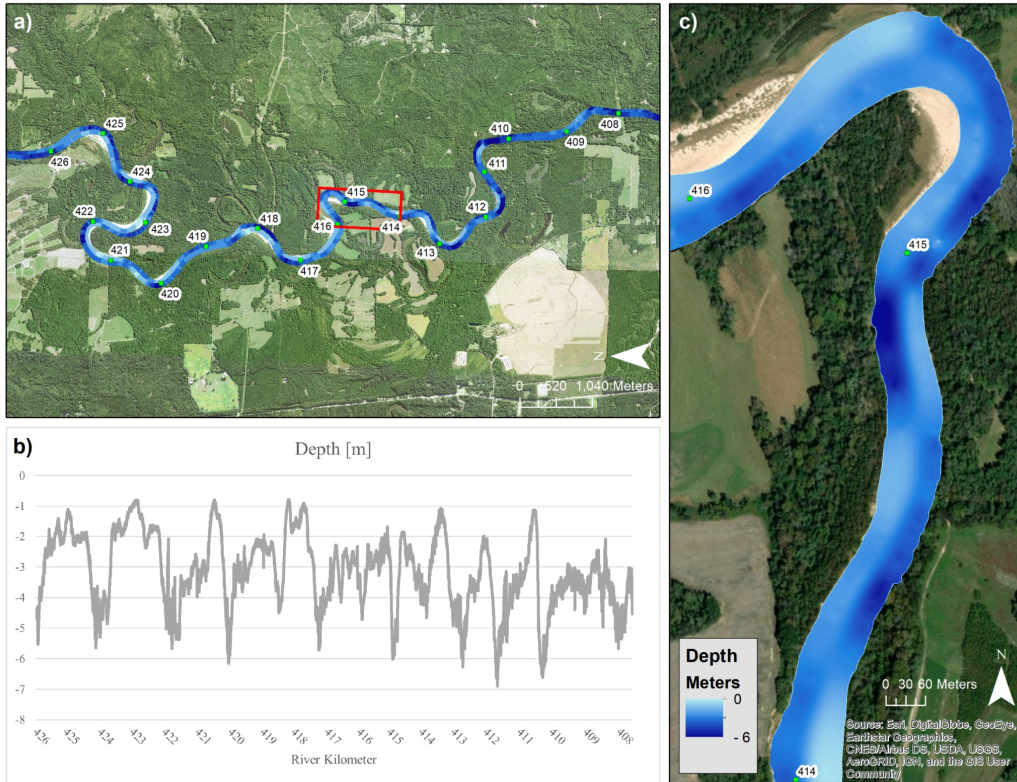 a)
425
426
424
422
423
421
420
419
418
417
416
415
414
413
412
411
410
409
408
N
0 520 1,040 Meters
b)
Depth [m]
0
-1
-2
-3
-4
-5
-6
-7
-8
426 425 424 423 422 421 420 419 418 417 416 415 414 413 412 411 410 409 408
River Kilometer
c)
416
415
414
Depth
Meters
0
- 6
N
0 30 60 Meters
Source: Esri, DigitalGlobe, GeoEye,
Earthstar Geographics,
CNES/Airbus DS, USDA, USGS,
AeroGRID, IGN, and the GIS User
Community